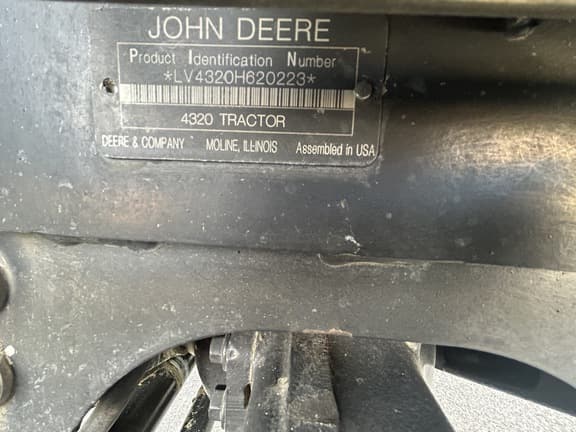 JOHN DEERE
Product Identification Number
*LV4320H620223*
4320 TRACTOR
DEERE & COMPANY MOLINE, ILLINOIS Assembled in USA